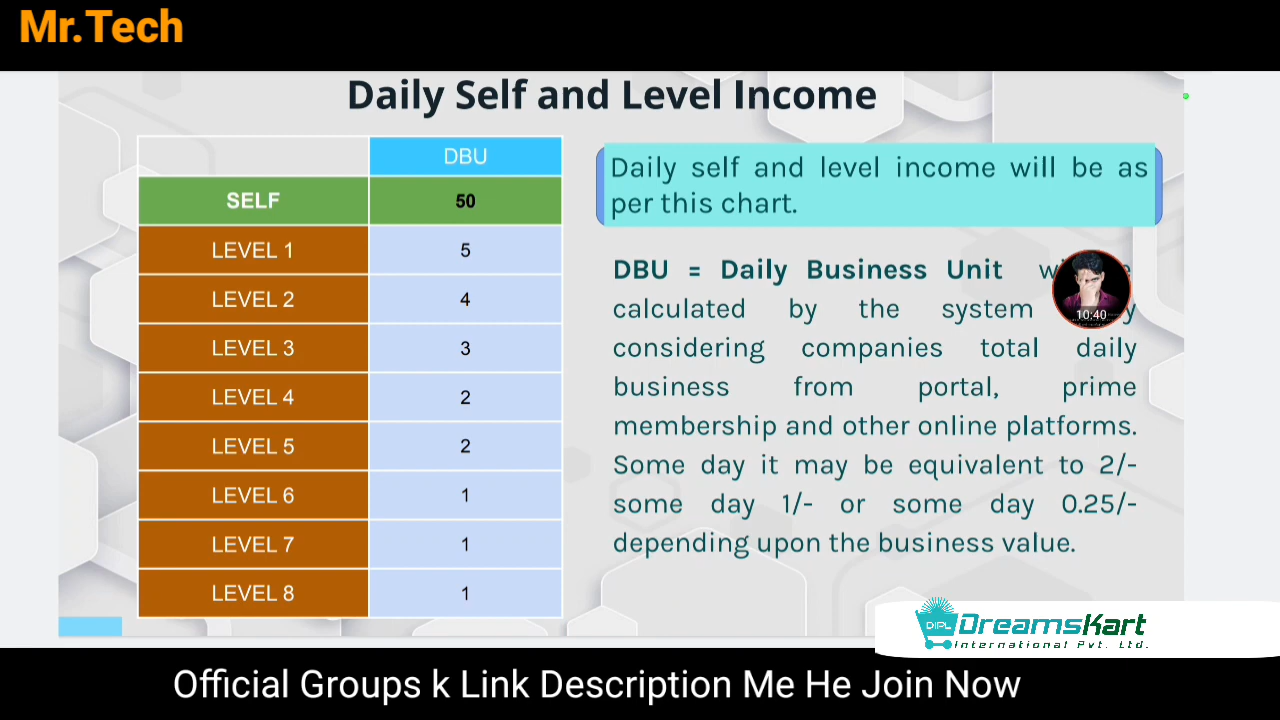 Mr.Tech
Daily Self and Level Income
DBU
SELF 50
LEVEL 1 5
LEVEL 2 4
LEVEL 3 3
LEVEL 4 2
LEVEL 5 2
LEVEL 6 1
LEVEL 7 1
LEVEL 8 1
Daily self and level income will be as
per this chart.
DBU = Daily Business Unit
calculated by the system
considering companies total daily
business from portal, prime
membership and other online platforms.
Some day it may be equivalent to 2/-
some day 1/- or some day 0.25/-
depending upon the business value.
10:40
DIPL
DreamsKart
International Pvt. Ltd.
Official Groups k Link Description Me He Join Now